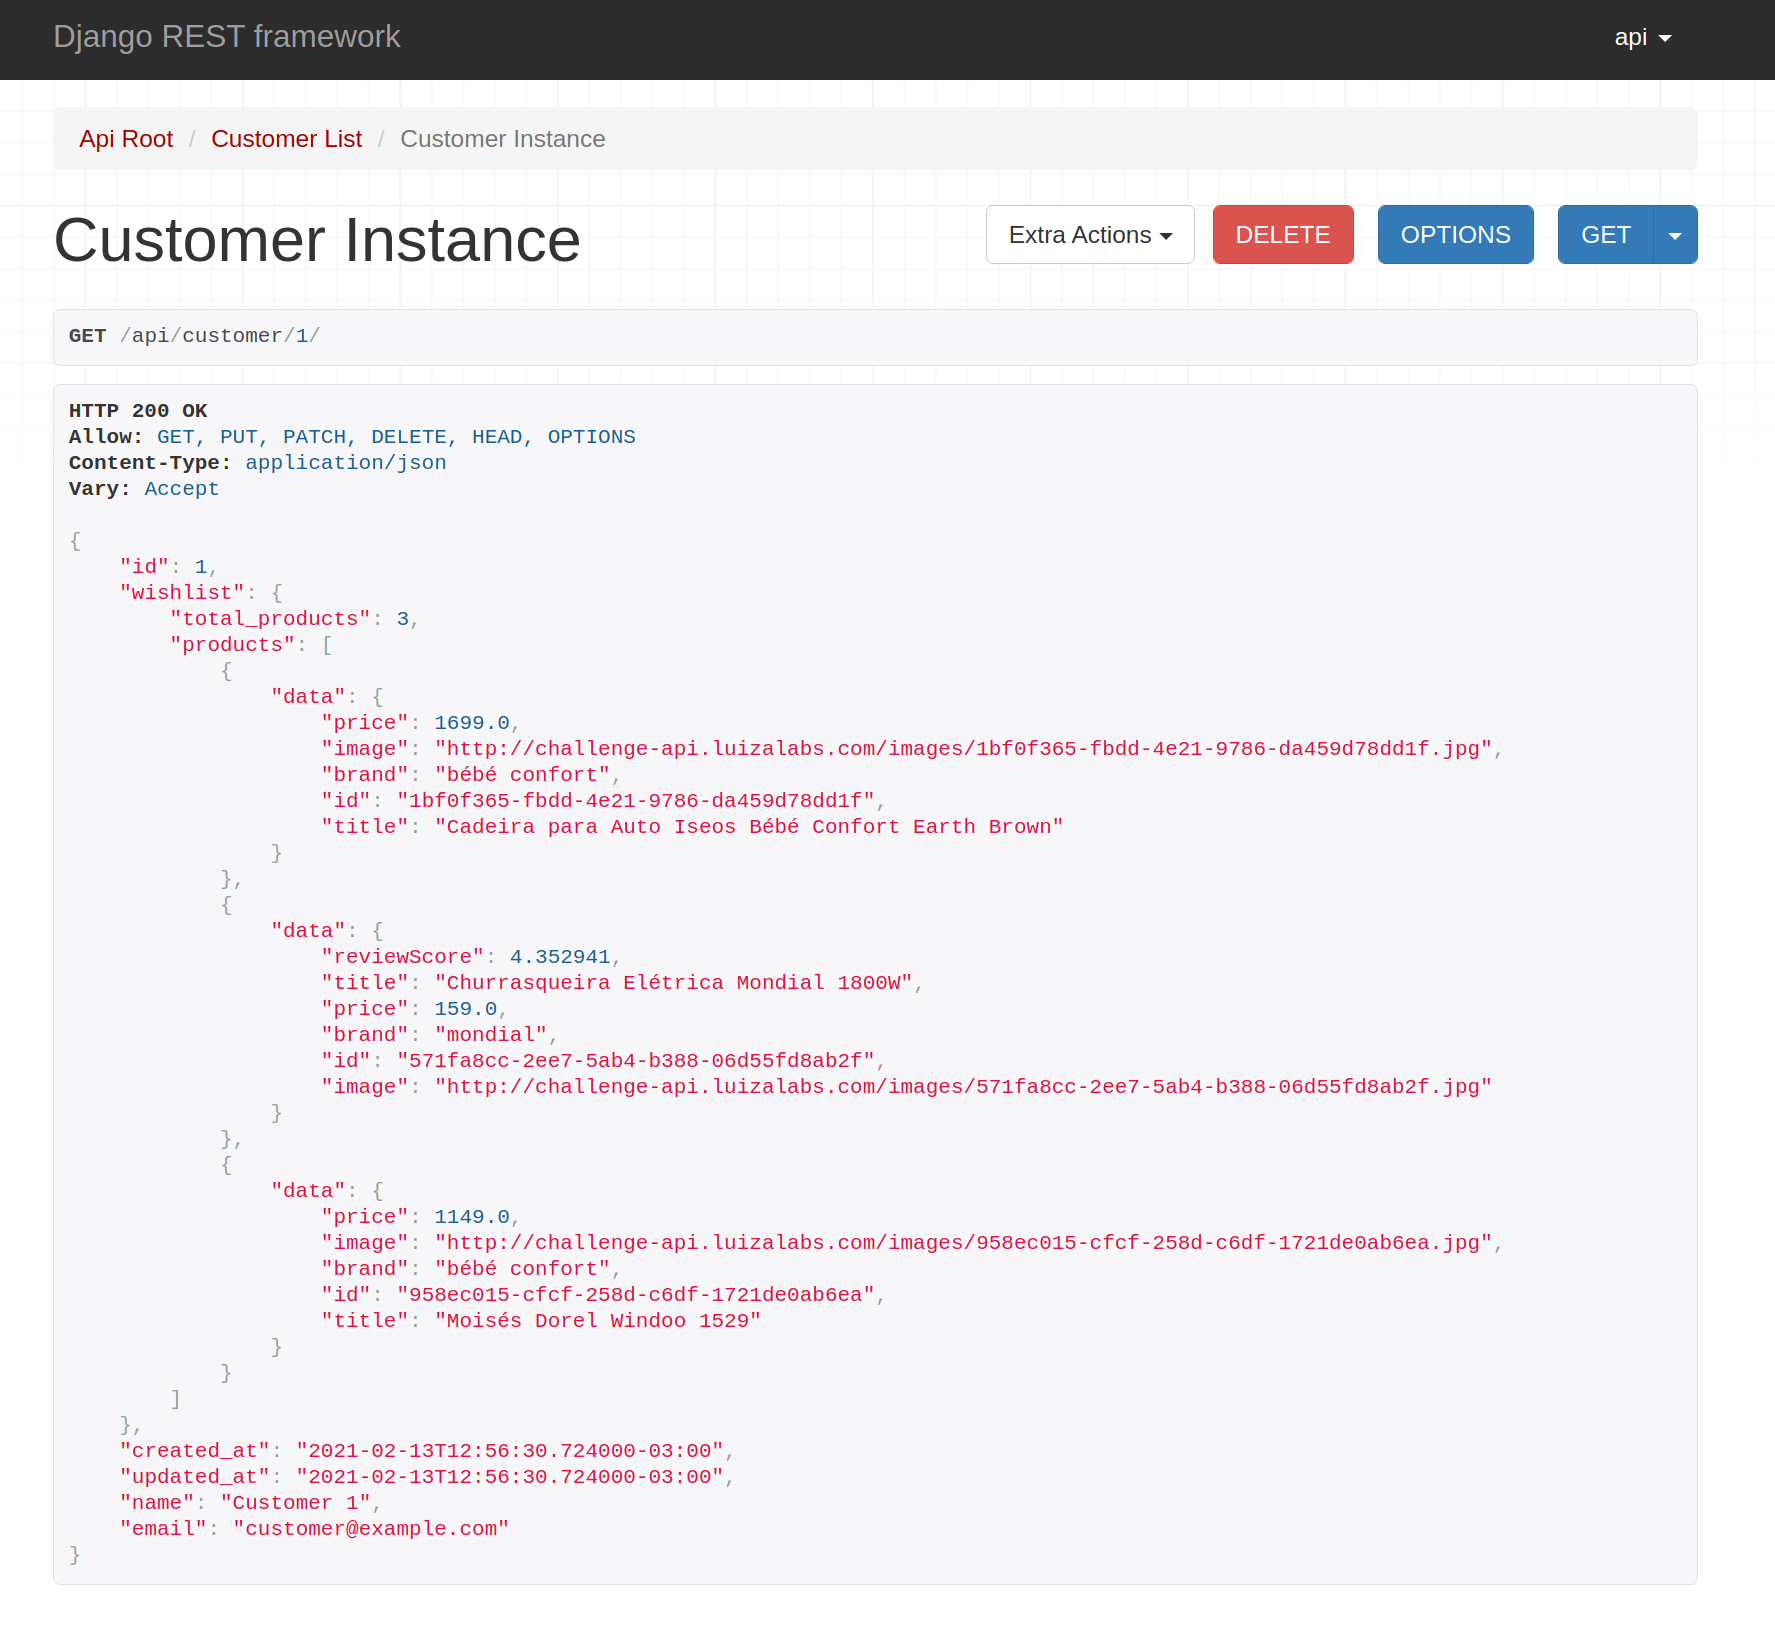 Django REST framework
api
Api Root / Customer List / Customer Instance
Customer Instance
Extra Actions
DELETE
OPTIONS
GET
GET /api/customer/1/
HTTP 200 OK
Allow: GET, PUT, PATCH, DELETE, HEAD, OPTIONS
Content-Type: application/json
Vary: Accept
{
    "id": 1,
    "wishlist": {
        "total_products": 3,
        "products": [
            {
                "data": {
                    "price": 1699.0,
                    "image": "http://challenge-api.luizalabs.com/images/1bf0f365-fbdd-4e21-9786-da459d78dd1f.jpg",
                    "brand": "bébé confort",
                    "id": "1bf0f365-fbdd-4e21-9786-da459d78dd1f",
                    "title": "Cadeira para Auto Iseos Bébé Confort Earth Brown"
                }
            },
            {
                "data": {
                    "reviewScore": 4.352941,
                    "title": "Churrasqueira Elétrica Mondial 1800W",
                    "price": 159.0,
                    "brand": "mondial",
                    "id": "571fa8cc-2ee7-5ab4-b388-06d55fd8ab2f",
                    "image": "http://challenge-api.luizalabs.com/images/571fa8cc-2ee7-5ab4-b388-06d55fd8ab2f.jpg"
                }
            },
            {
                "data": {
                    "price": 1149.0,
                    "image": "http://challenge-api.luizalabs.com/images/958ec015-cfcf-258d-c6df-1721de0ab6ea.jpg",
                    "brand": "bébé confort",
                    "id": "958ec015-cfcf-258d-c6df-1721de0ab6ea",
                    "title": "Moisés Dorel Windoo 1529"
                }
            }
        ]
    },
    "created_at": "2021-02-13T12:56:30.724000-03:00",
    "updated_at": "2021-02-13T12:56:30.724000-03:00",
    "name": "Customer 1",
    "email": "customer@example.com"
}